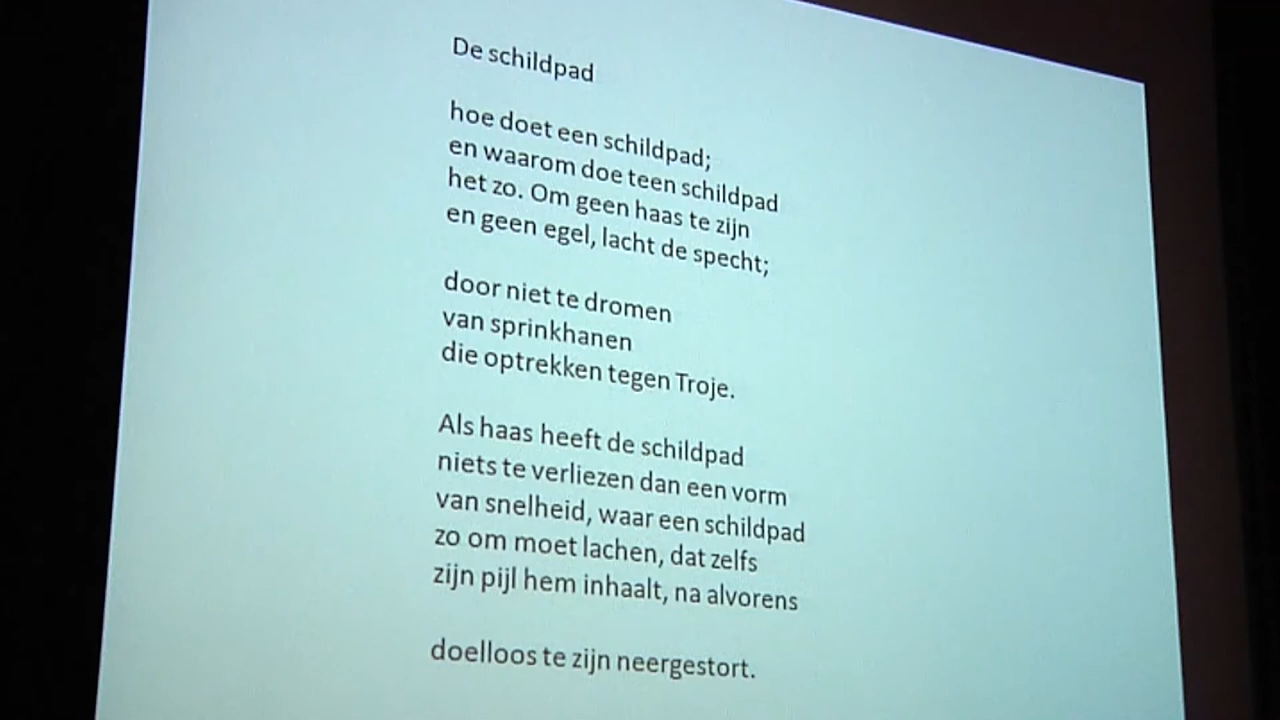 De schildpad
hoe doet een schildpad;
en waarom doe teen schildpad
het zo. Om geen haas te zijn
en geen egel, lacht de specht;
door niet te dromen
van sprinkhanen
die optrekken tegen Troje.
Als haas heeft de schildpad
niets te verliezen dan een vorm
van snelheid, waar een schildpad
zo om moet lachen, dat zelfs
zijn pijl hem inhaalt, na alvorens
doelloos te zijn neergestort.